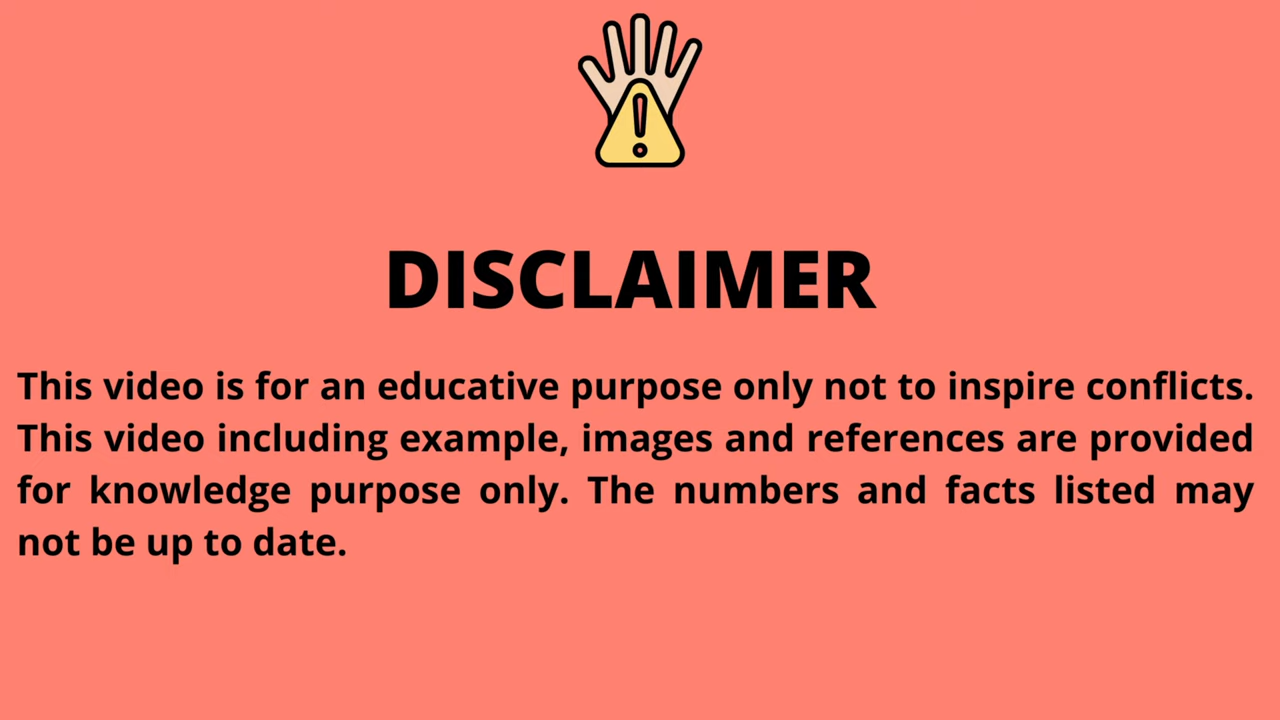 DISCLAIMER
This video is for an educative purpose only not to inspire conflicts.
This video including example, images and references are provided
for knowledge purpose only. The numbers and facts listed may
not be up to date.